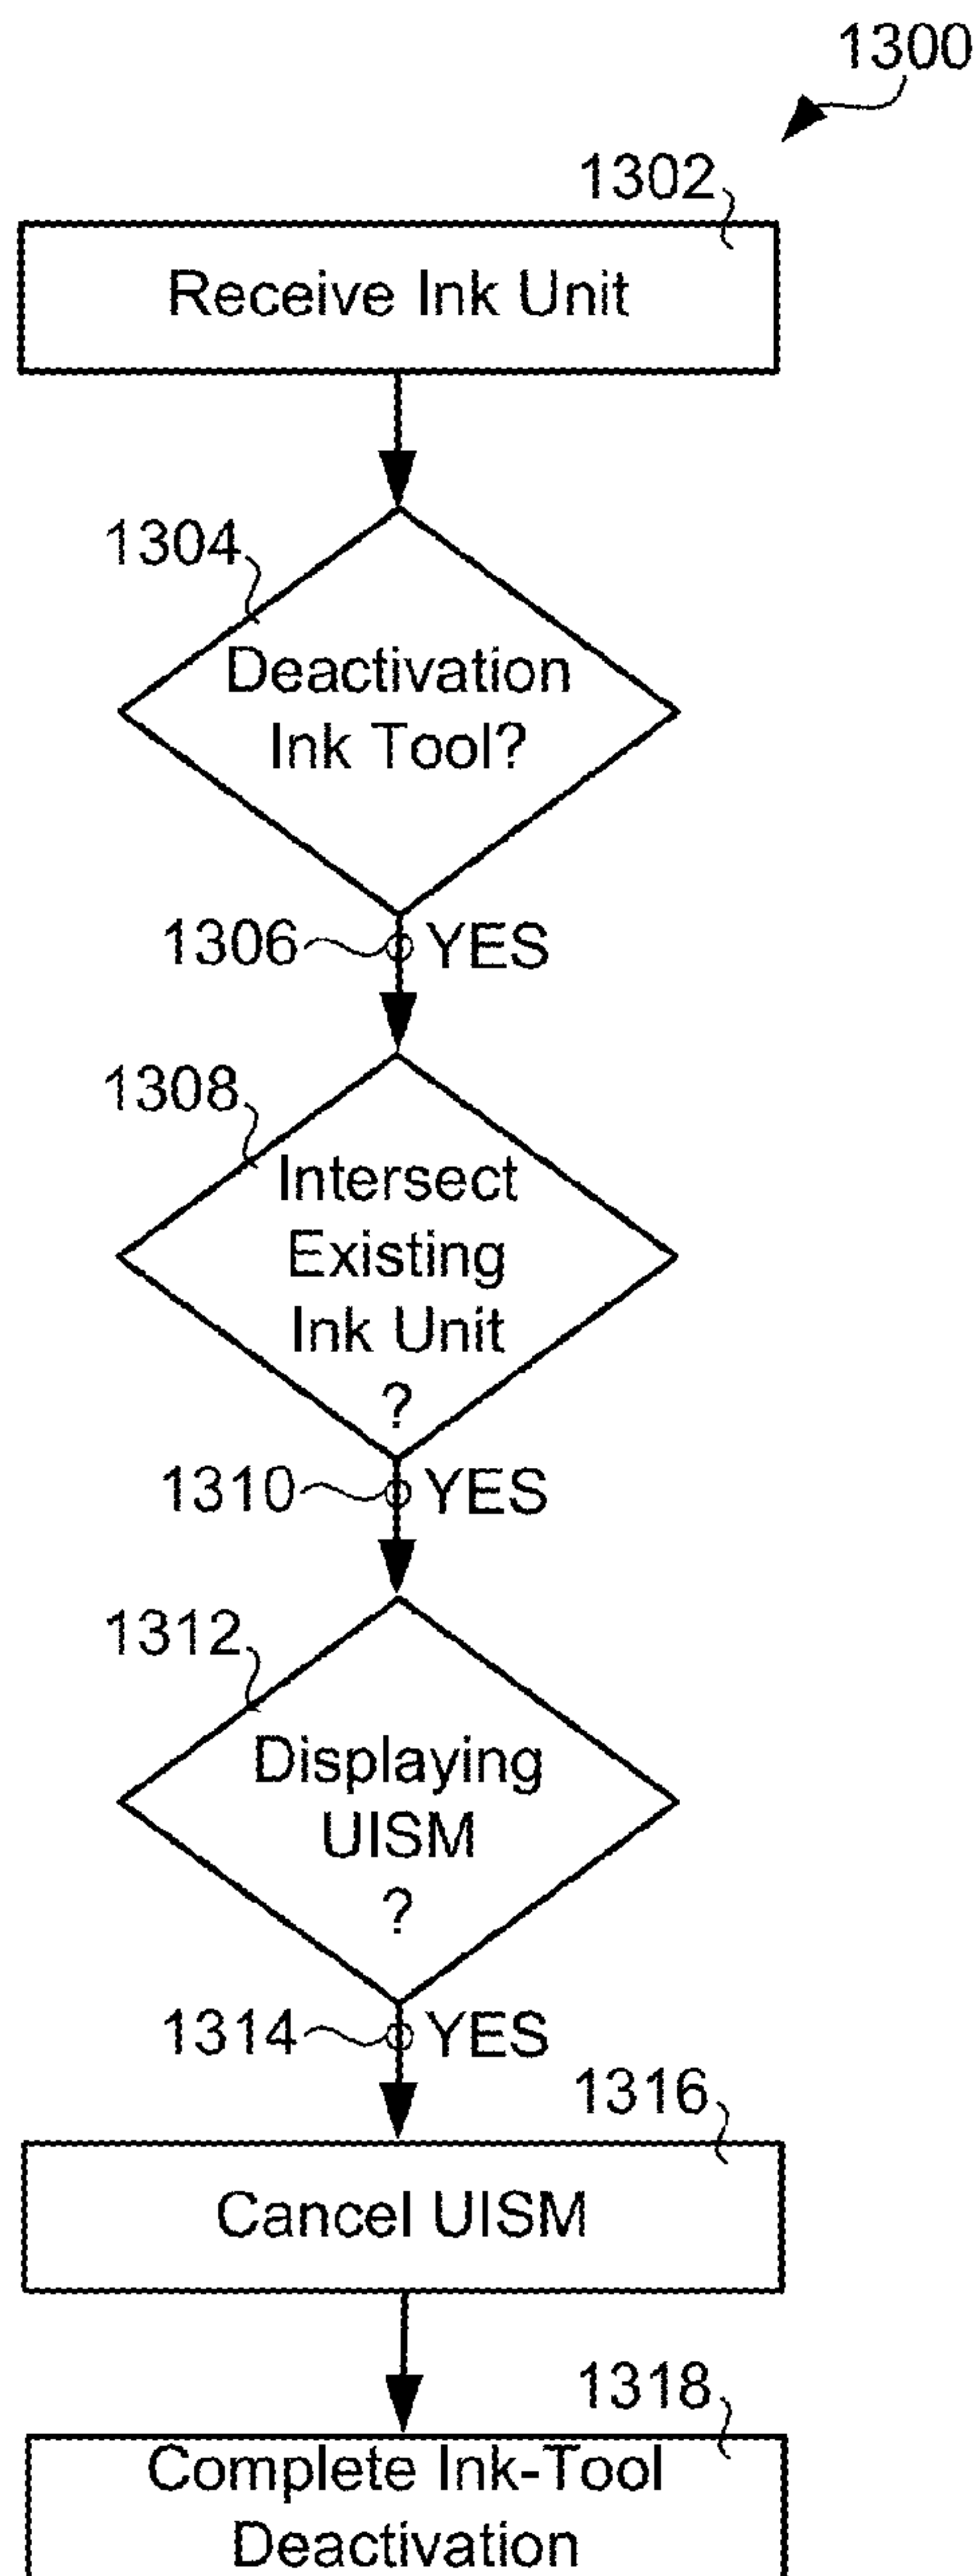 1300
1302
Receive Ink Unit
1304
Deactivation
Ink Tool?
1306
YES
1308
Intersect
Existing
Ink Unit
?
1310
YES
1312
Displaying
UISM
?
1314
YES
1316
Cancel UISM
1318
Complete Ink-Tool
Deactivation